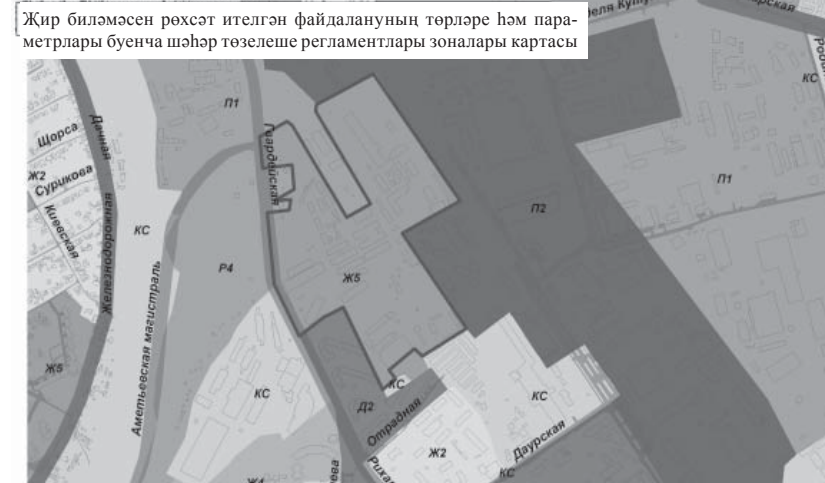 Җир биләмәсен рөхсәт ителгән файдалануның төрләре һәм пара-
метрлары буенча шәһәр төзелеше регламентлары зоналары картасы
КС
П1
Щорса
Дачная
Гвардейская
Ж2
Сурикова
П1
Киевская
П2
КС
Железнодорожная
Р4
Ж5
Аметьевская магистраль
Ж5
КС
КС
КС
Д2
Отрадная
Ж2
Даурская
КС
Ж4